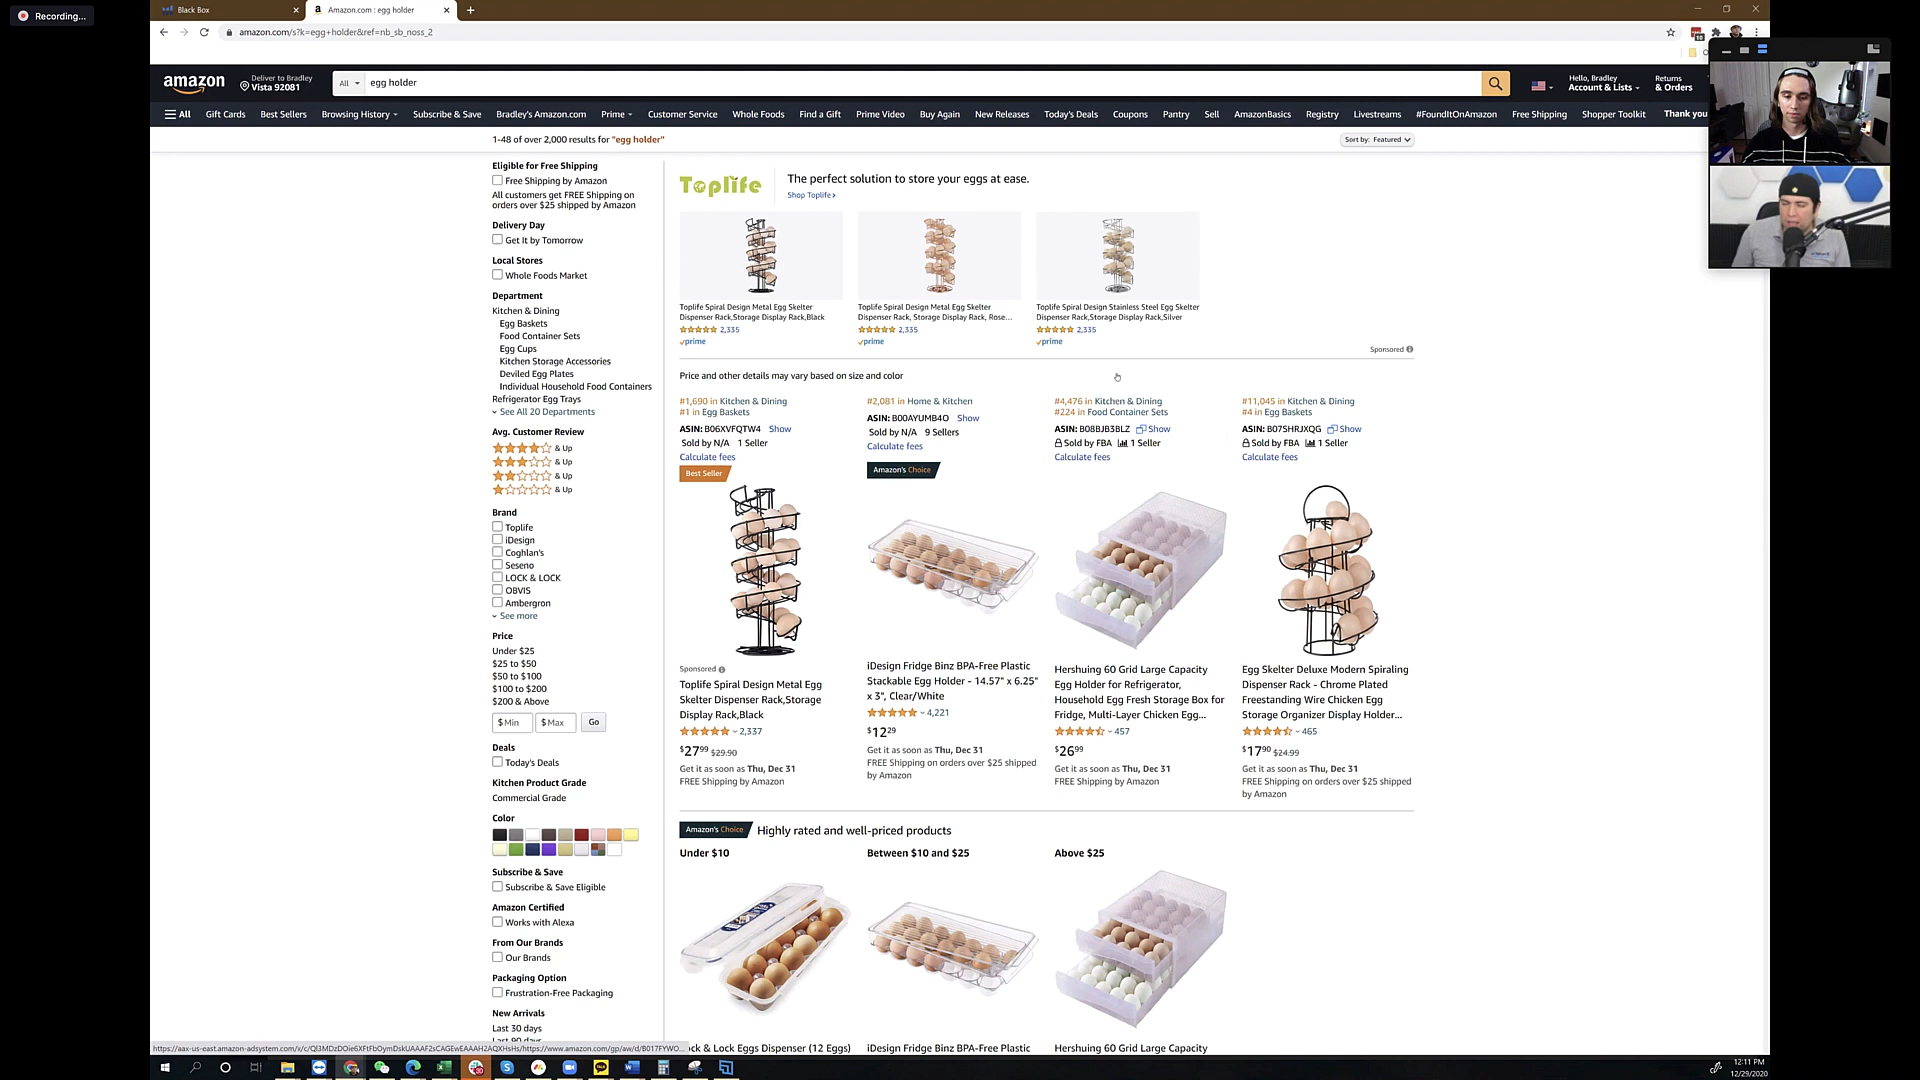 Recording...
Black Box
Amazon.com : egg holder
amazon.com/s?k=egg+holder&ref=nb_sb_noss_2
amazon
Deliver to Bradley
Vista 92081
All
egg holder
Hello, Bradley
Account & Lists
Returns
& Orders
All
Gift Cards
Best Sellers
Browsing History
Subscribe & Save
Bradley's Amazon.com
Prime
Customer Service
Whole Foods
Find a Gift
Prime Video
Buy Again
New Releases
Today's Deals
Coupons
Pantry
Sell
AmazonBasics
Registry
Livestreams
#FoundItOnAmazon
Free Shipping
Shopper Toolkit
Thank you
1-48 of over 2,000 results for "egg holder"
Sort by: Featured
Eligible for Free Shipping
Free Shipping by Amazon
All customers get FREE Shipping on
orders over $25 shipped by Amazon
Delivery Day
Get It by Tomorrow
Local Stores
Whole Foods Market
Department
Kitchen & Dining
Egg Baskets
Food Container Sets
Egg Cups
Kitchen Storage Accessories
Deviled Egg Plates
Individual Household Food Containers
Refrigerator Egg Trays
See All 20 Departments
Avg. Customer Review
& Up
& Up
& Up
& Up
Brand
Toplife
iDesign
Coghlan's
Seseno
LOCK & LOCK
OBVIS
Ambergron
See more
Price
Under $25
$25 to $50
$50 to $100
$100 to $200
$200 & Above
$ Min
$ Max
Go
Deals
Today's Deals
Kitchen Product Grade
Commercial Grade
Color
Subscribe & Save
Subscribe & Save Eligible
Amazon Certified
Works with Alexa
From Our Brands
Our Brands
Packaging Option
Frustration-Free Packaging
New Arrivals
Last 30 days
Last 90 days
Toplife
The perfect solution to store your eggs at ease.
Shop Toplife ›
Toplife Spiral Design Metal Egg Skelter
Dispenser Rack,Storage Display Rack,Black
2,335
prime
Toplife Spiral Design Metal Egg Skelter
Dispenser Rack, Storage Display Rack, Rose...
2,335
prime
Toplife Spiral Design Stainless Steel Egg Skelter
Dispenser Rack,Storage Display Rack,Silver
2,335
prime
Sponsored
Price and other details may vary based on size and color
#1,690 in Kitchen & Dining
#1 in Egg Baskets
ASIN: B06XVFQTW4 Show
Sold by N/A 1 Seller
Calculate fees
Best Seller
Sponsored
Toplife Spiral Design Metal Egg
Skelter Dispenser Rack,Storage
Display Rack,Black
2,337
$27.99 $29.90
Get it as soon as Thu, Dec 31
FREE Shipping by Amazon
#2,081 in Home & Kitchen
ASIN: B00AYUMB4O Show
Sold by N/A 9 Sellers
Calculate fees
Amazon's Choice
iDesign Fridge Binz BPA-Free Plastic
Stackable Egg Holder - 14.57" x 6.25"
x 3", Clear/White
4,221
$12.29
Get it as soon as Thu, Dec 31
FREE Shipping on orders over $25 shipped
by Amazon
#4,476 in Kitchen & Dining
#224 in Food Container Sets
ASIN: B08BJB3BLZ Show
Sold by FBA 1 Seller
Calculate fees
Hershuing 60 Grid Large Capacity
Egg Holder for Refrigerator,
Household Egg Fresh Storage Box for
Fridge, Multi-Layer Chicken Egg...
457
$26.99
Get it as soon as Thu, Dec 31
FREE Shipping by Amazon
#11,045 in Kitchen & Dining
#4 in Egg Baskets
ASIN: B07SHRJXQG Show
Sold by FBA 1 Seller
Calculate fees
Egg Skelter Deluxe Modern Spiraling
Dispenser Rack - Chrome Plated
Freestanding Wire Chicken Egg
Storage Organizer Display Holder...
465
$17.90 $24.99
Get it as soon as Thu, Dec 31
FREE Shipping on orders over $25 shipped
by Amazon
Amazon's Choice Highly rated and well-priced products
Under $10
Between $10 and $25
Above $25
ck & Lock Eggs Dispenser (12 Eggs)
iDesign Fridge Binz BPA-Free Plastic
Hershuing 60 Grid Large Capacity
12:11 PM
12/29/2020